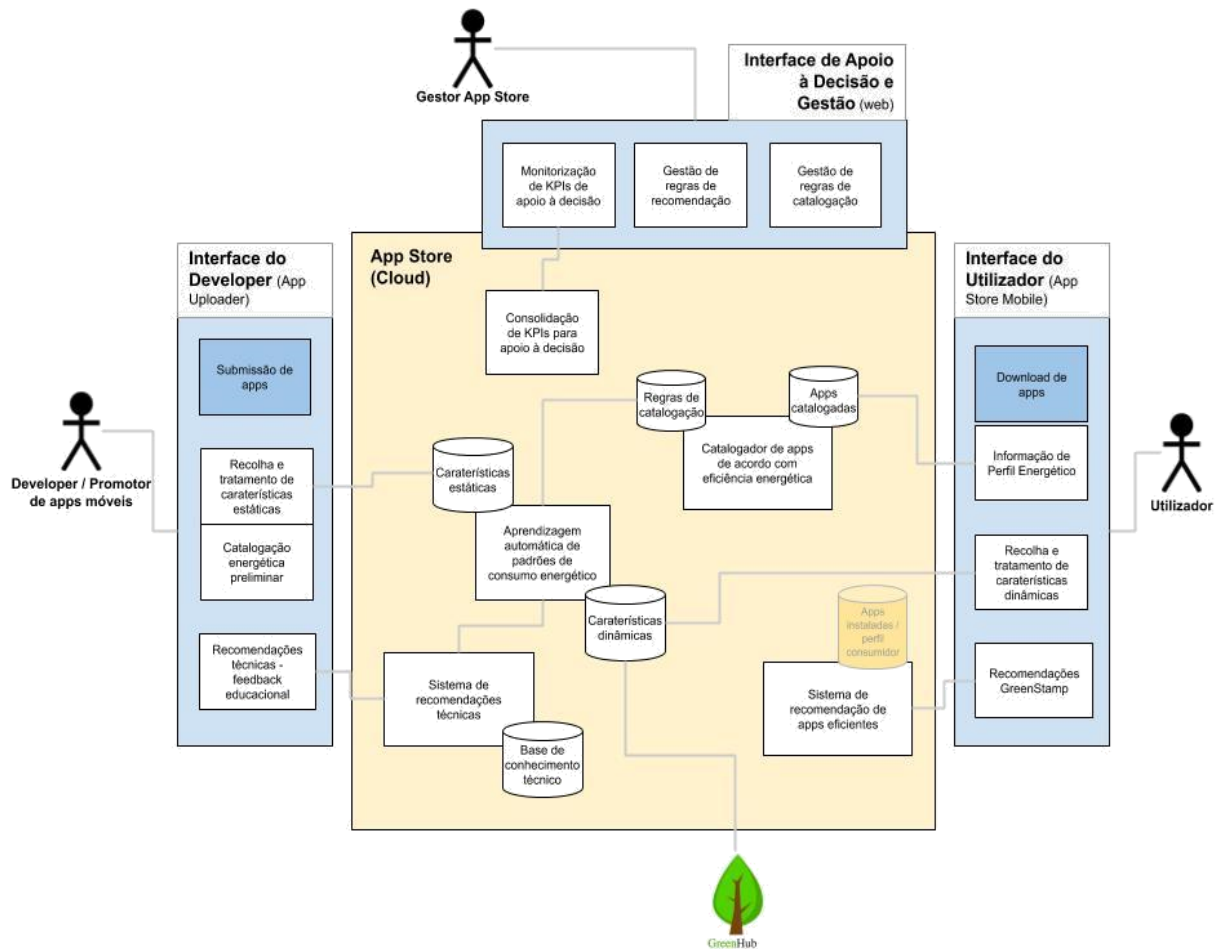 Gestor App Store
Interface de Apoio
à Decisão e
Gestão (web)
Monitorização
de KPIs de
apoio à decisão
Gestão de
regras de
recomendação
Gestão de
regras de
catalogação
Interface do
Developer (App
Uploader)
App Store
(Cloud)
Interface do
Utilizador (App
Store Mobile)
Consolidação
de KPIs para
apoio à decisão
Submissão de
apps
Download de
apps
Regras de
catalogação
Apps
catalogadas
Developer / Promotor
de apps móveis
Recolha e
tratamento de
caraterísticas
estáticas
Caraterísticas
estáticas
Catalogador de apps
de acordo com
eficiência energética
Informação de
Perfil Energético
Utilizador
Catalogação
energética
preliminar
Aprendizagem
automática de
padrões de
consumo energético
Recolha e
tratamento de
caraterísticas
dinâmicas
Caraterísticas
dinâmicas
Apps
instaladas /
perfil
consumidor
Recomendações
técnicas -
feedback
educacional
Sistema de
recomendações
técnicas
Sistema de
recomendação de
apps eficientes
Recomendações
GreenStamp
Base de
conhecimento
técnico
GreenHub